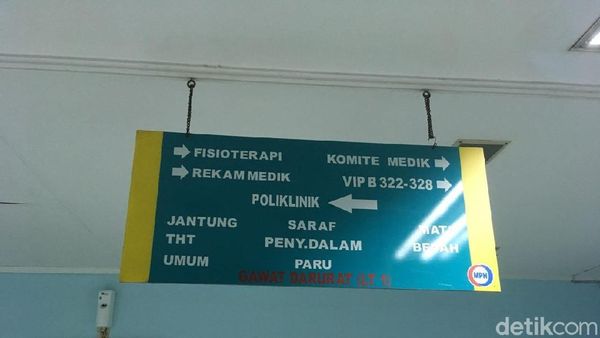 FISIOTERAPI KOMITE MEDIK
REKAM MEDIK VIP B 322-328
POLIKLINIK
JANTUNG SARAF MATA
THT PENY.DALAM BEDAH
UMUM PARU
GAWAT DARURAT (LT 1)
MPH
detikcom